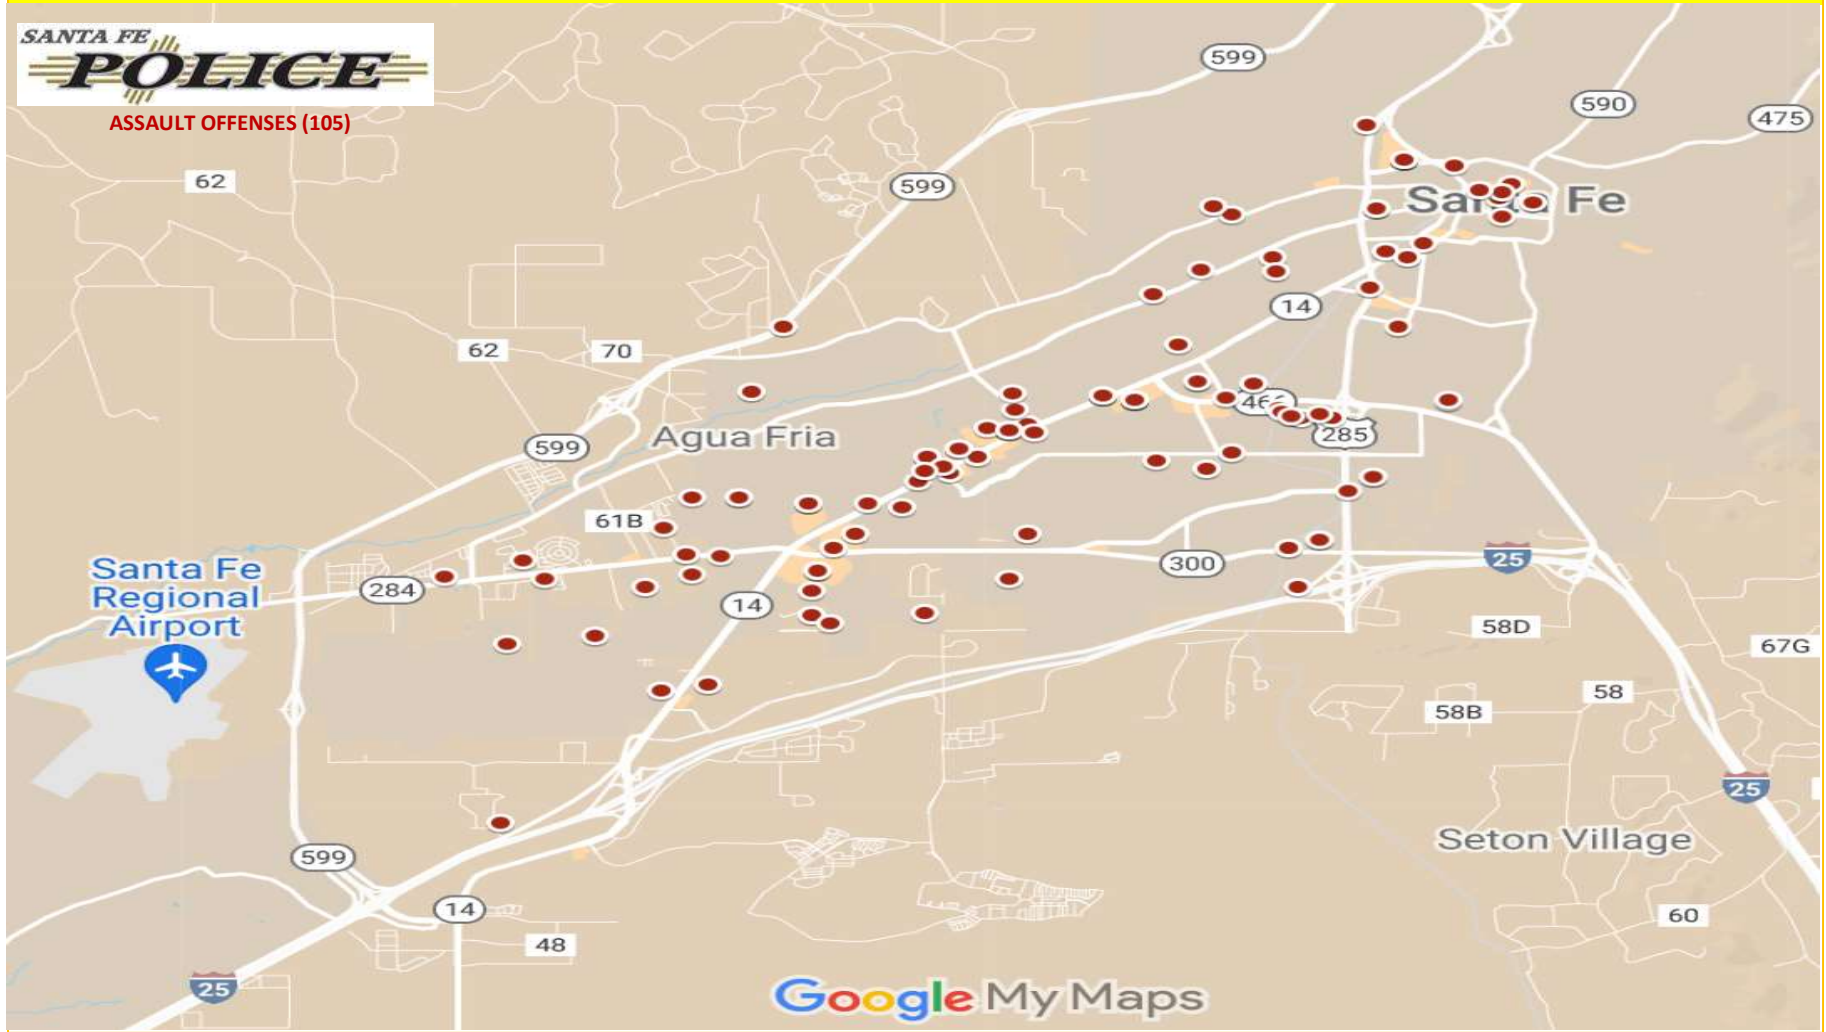 SANTA FE
POLICE
ASSAULT OFFENSES (105)
599
590
475
62
599
Santa Fe
14
62
70
466
285
599
Agua Fria
61B
Santa Fe
Regional
Airport
284
14
300
25
58D
67G
58
58B
25
Seton Village
599
14
60
48
25
Google My Maps